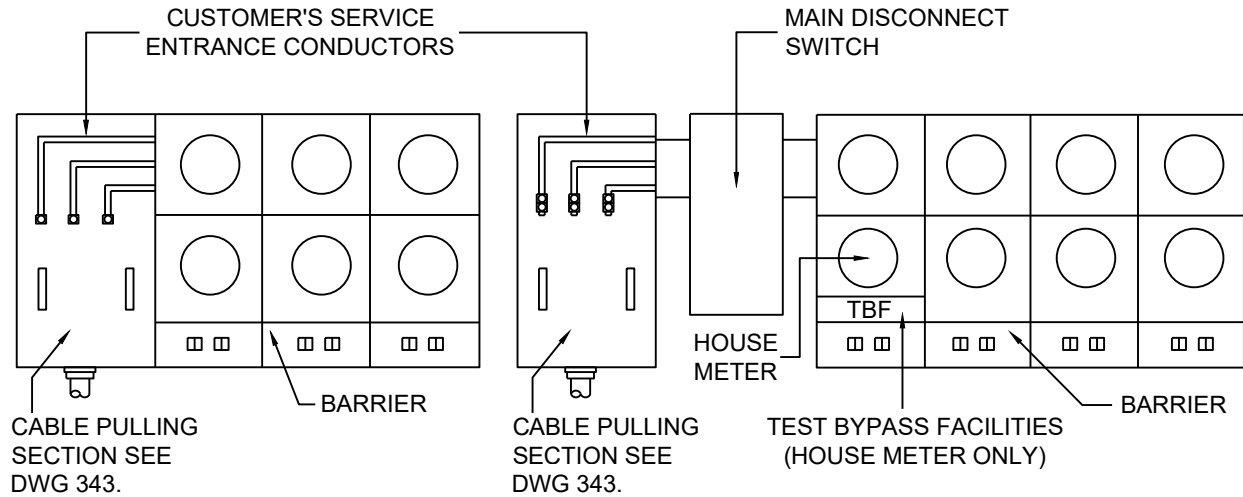 CUSTOMER'S SERVICE
ENTRANCE CONDUCTORS
MAIN DISCONNECT
SWITCH
TBF
HOUSE
METER
BARRIER
BARRIER
CABLE PULLING
SECTION SEE
DWG 343.
CABLE PULLING
SECTION SEE
DWG 343.
TEST BYPASS FACILITIES
(HOUSE METER ONLY)